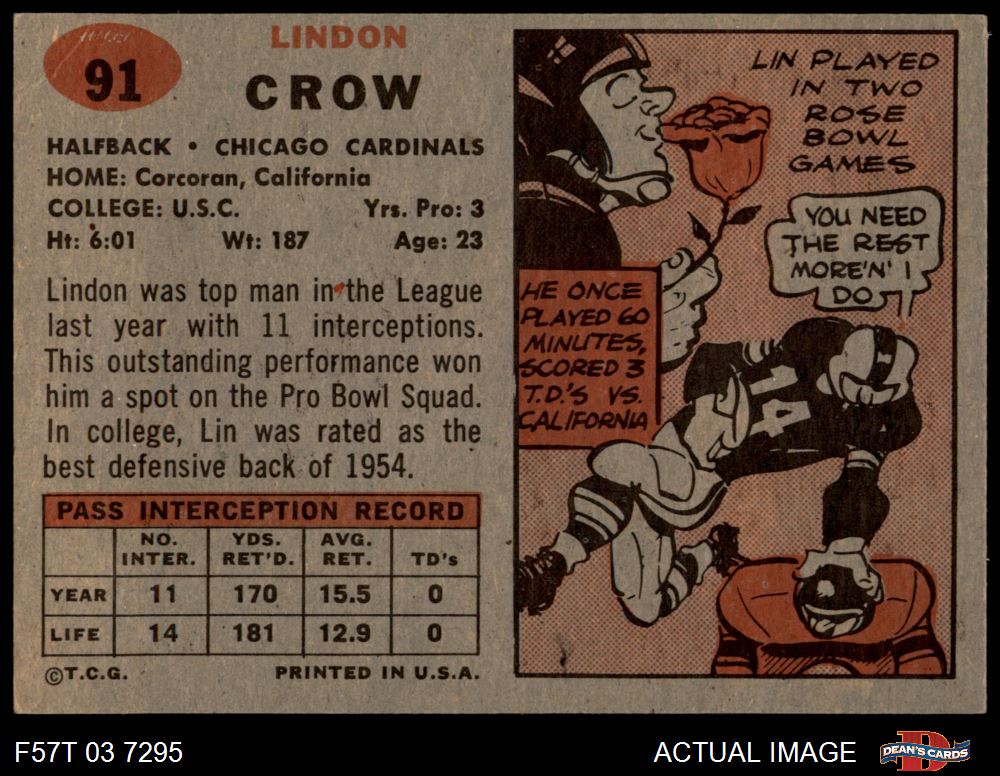 91
LINDON
CROW
HALFBACK • CHICAGO CARDINALS
HOME: Corcoran, California
COLLEGE: U.S.C. Yrs. Pro: 3
Ht: 6:01 Wt: 187 Age: 23
Lindon was top man in the League
last year with 11 interceptions.
This outstanding performance won
him a spot on the Pro Bowl Squad.
In college, Lin was rated as the
best defensive back of 1954.
PASS INTERCEPTION RECORD
NO. INTER. YDS. RET'D. AVG. RET. TD's
YEAR 11 170 15.5 0
LIFE 14 181 12.9 0
©T.C.G. PRINTED IN U.S.A.
LIN PLAYED
IN TWO
ROSE
BOWL
GAMES
YOU NEED
THE REST
MORE'N' I
DO
HE ONCE
PLAYED 60
MINUTES,
SCORED 3
T.D.'S VS.
CALIFORNIA
14
F57T 03 7295 ACTUAL IMAGE DEAN'S CARDS